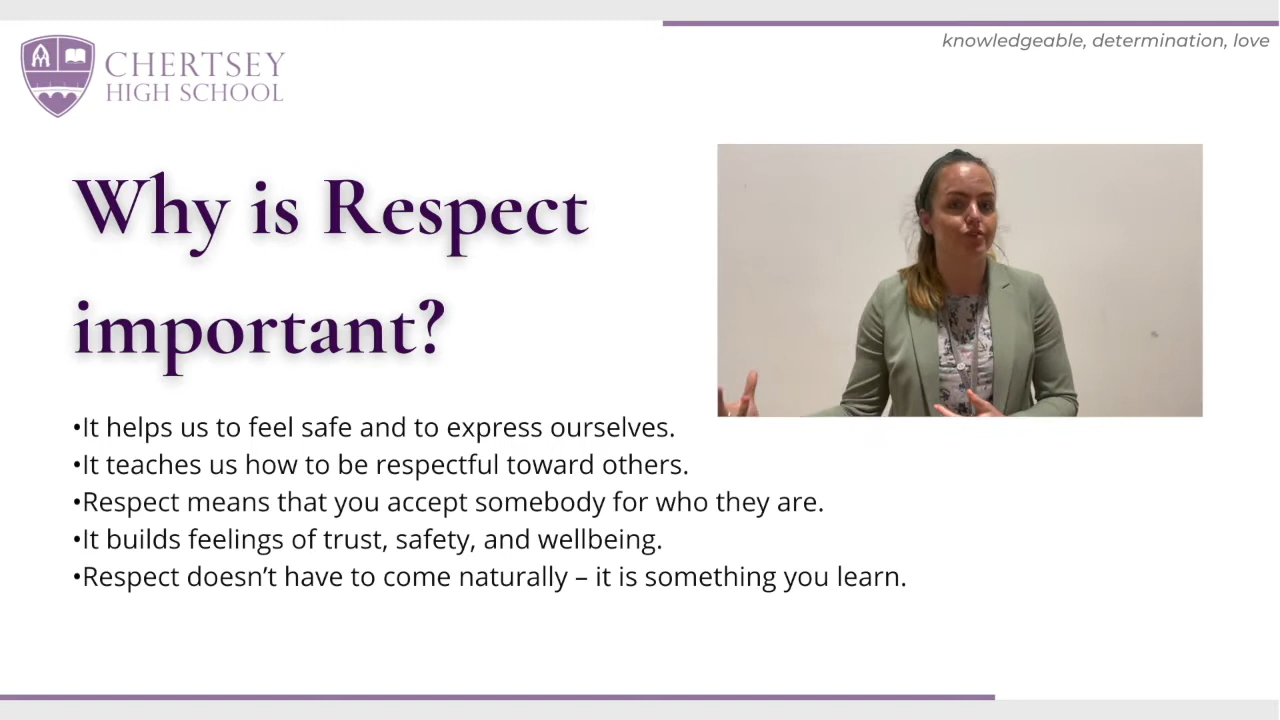 CHERTSEY
HIGH SCHOOL
knowledgeable, determination, love
Why is Respect
important?
•It helps us to feel safe and to express ourselves.
•It teaches us how to be respectful toward others.
•Respect means that you accept somebody for who they are.
•It builds feelings of trust, safety, and wellbeing.
•Respect doesn’t have to come naturally – it is something you learn.